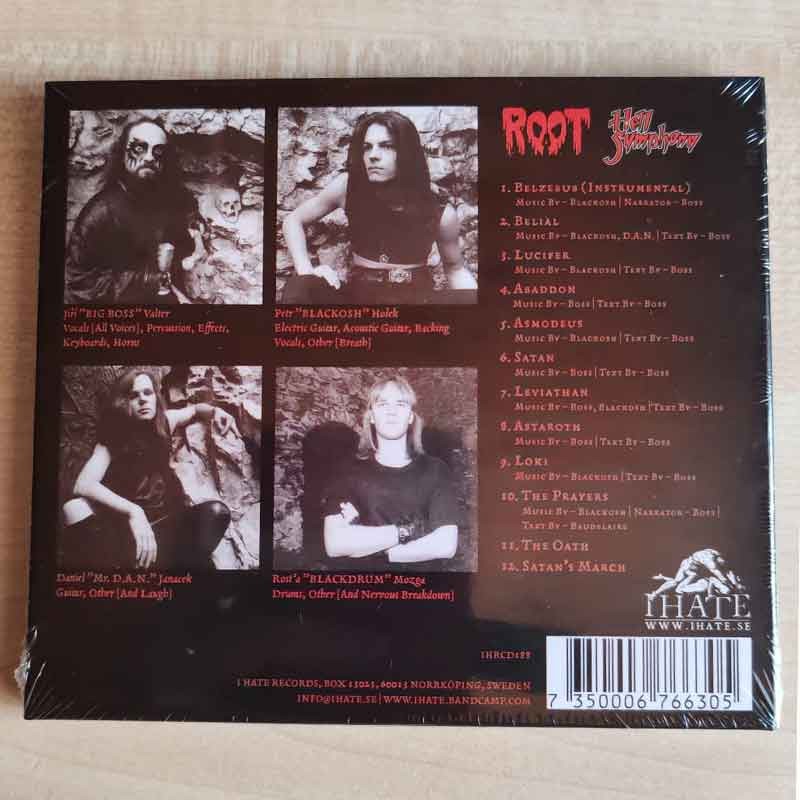 ROOT
Hell Symphony
1. Belzebub (Instrumental)
Music By – Blackosh | Narrator – Boss
2. Belial
Music By – Blackosh, D.A.N. | Text By – Boss
3. Lucifer
Music By – Blackosh | Text By – Boss
4. Abaddon
Music By – Boss | Text By – Boss
5. Asmodeus
Music By – Blackosh | Text By – Boss
6. Satan
Music By – Boss | Text By – Boss
7. Leviathan
Music By – Boss, Blackosh | Text By – Boss
8. Astaroth
Music By – Boss | Text By – Boss
9. Loki
Music By – Blackosh | Text By – Boss
10. The Prayers
Music By – Blackosh | Narrator – Boss |
Text By – Baudelaire
11. The Oath
12. Satan's March
Jiří "BIG BOSS" Valter
Vocals [All Voices], Percussion, Effects,
Keyboards, Horns
Petr "BLACKOSH" Hošek
Electric Guitar, Acoustic Guitar, Backing
Vocals, Other [Breath]
Daniel "Mr. D.A.N." Janacek
Guitar, Other [And Laugh]
Rost'a "BLACKDRUM" Mozga
Drums, Other [And Nervous Breakdown]
I HATE
WWW.IHATE.SE
IHRCD188
I HATE RECORDS, BOX 15025, 60015 NORRKÖPING, SWEDEN
INFO@IHATE.SE | WWW.IHATE.BANDCAMP.COM
7 350006 766305